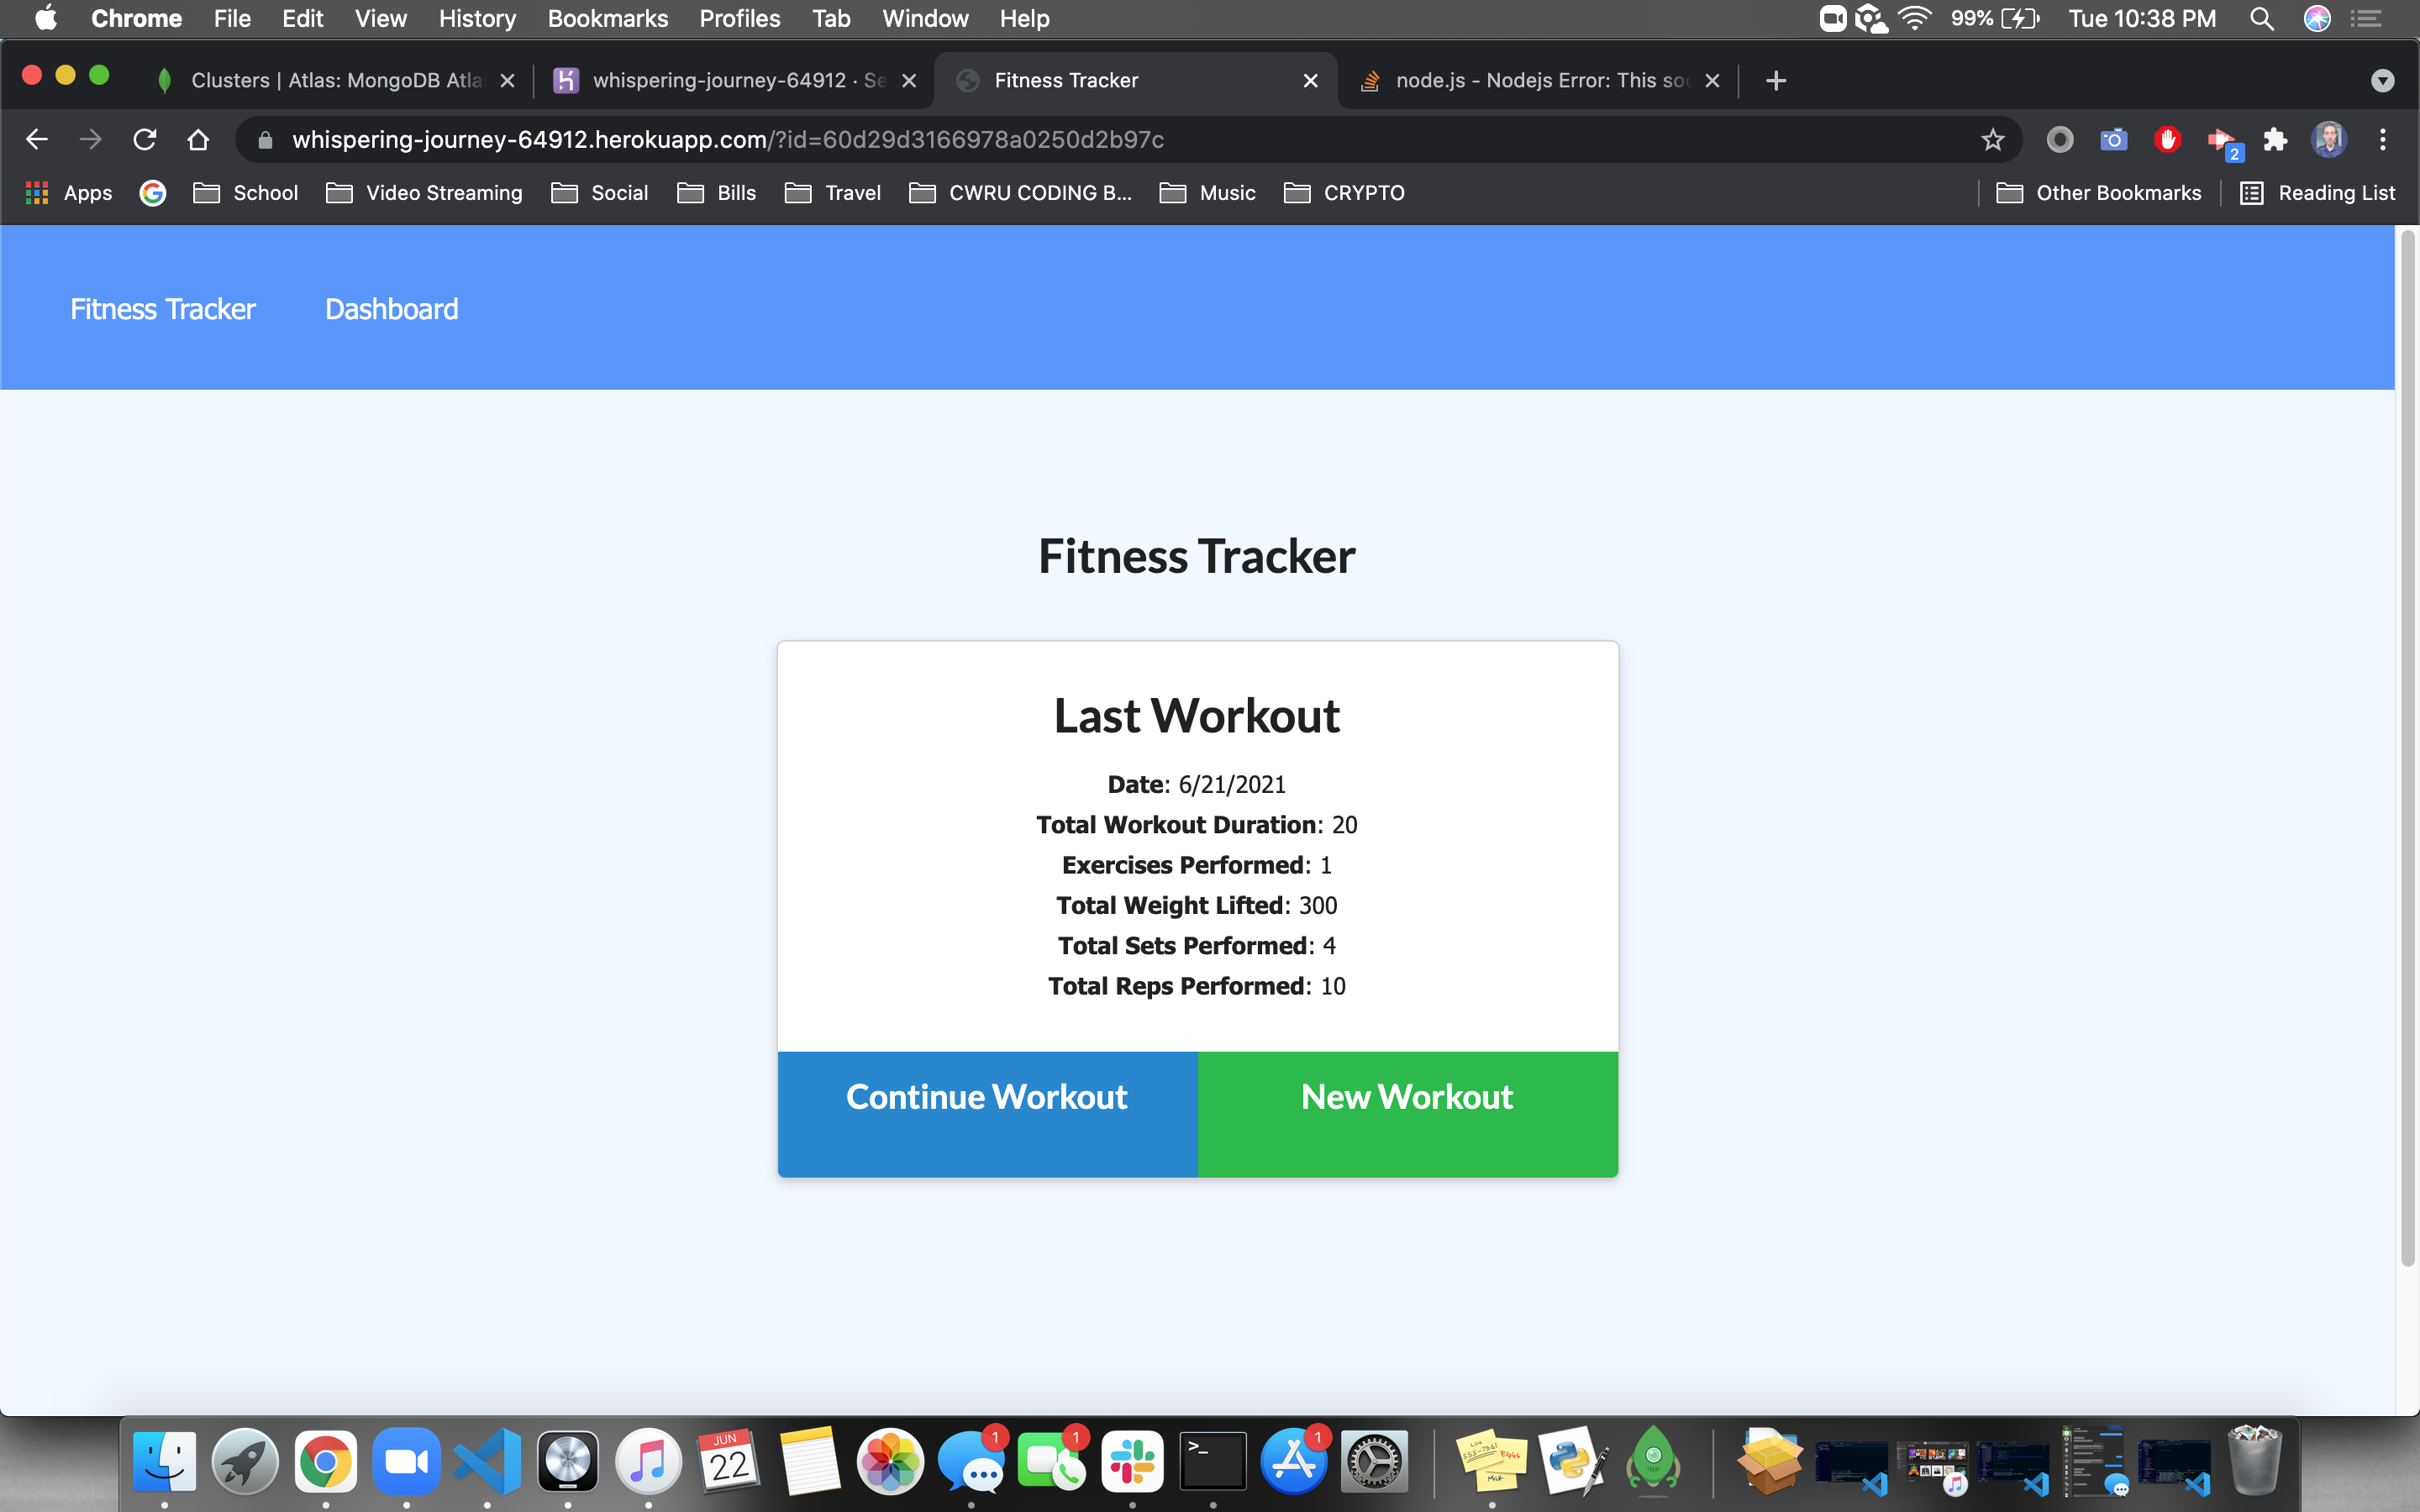 Chrome File Edit View History Bookmarks Profiles Tab Window Help 99% Tue 10:38 PM
Clusters | Atlas: MongoDB Atla whispering-journey-64912 · Se Fitness Tracker node.js - Nodejs Error: This soc
whispering-journey-64912.herokuapp.com/?id=60d29d3166978a0250d2b97c 2
Apps School Video Streaming Social Bills Travel CWRU CODING B... Music CRYPTO Other Bookmarks Reading List
Fitness Tracker Dashboard
Fitness Tracker
Last Workout
Date: 6/21/2021
Total Workout Duration: 20
Exercises Performed: 1
Total Weight Lifted: 300
Total Sets Performed: 4
Total Reps Performed: 10
Continue Workout New Workout
JUN
22
1
1
1